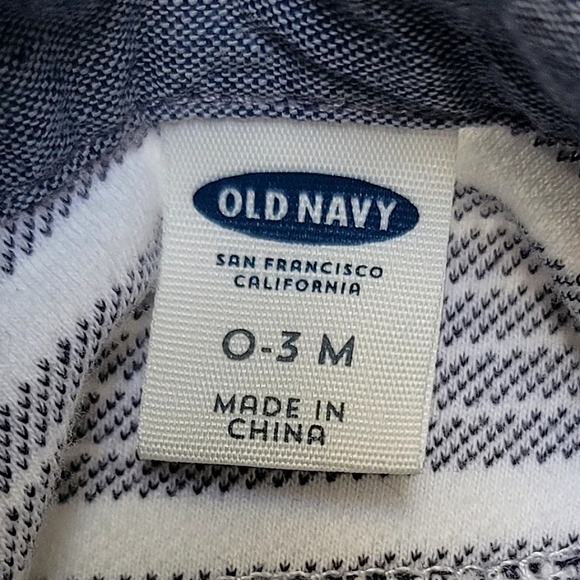 OLD NAVY
SAN FRANCISCO
CALIFORNIA
0-3 M
MADE IN
CHINA